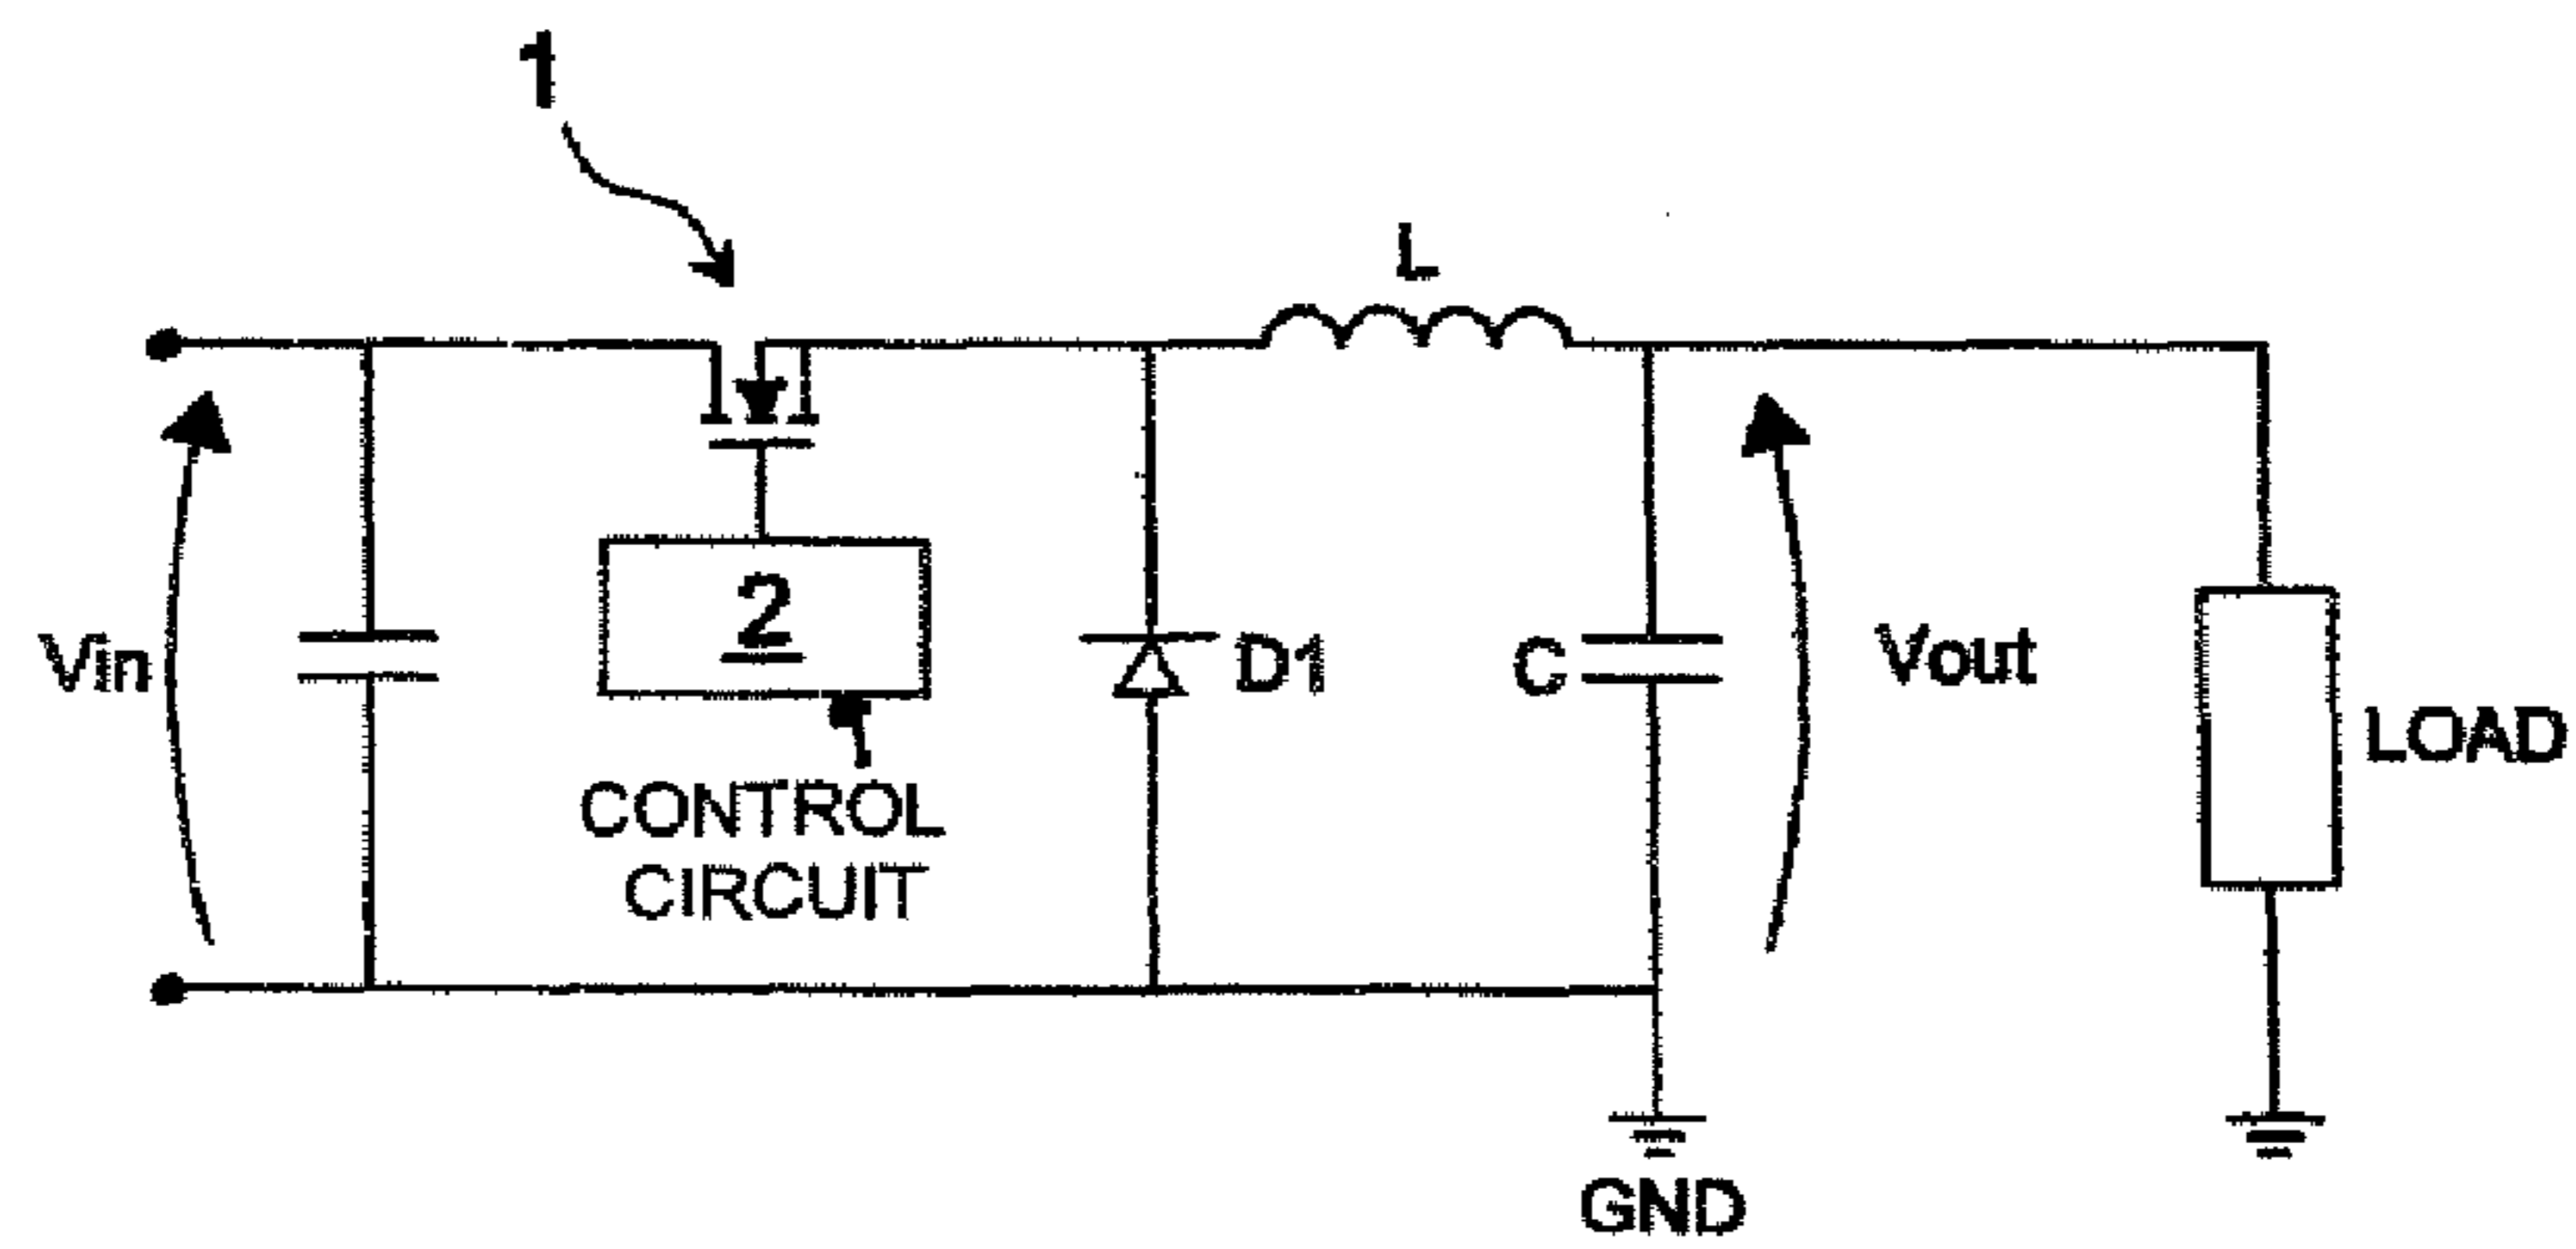 1
L
Vin
2
D1
C
Vout
LOAD
CONTROL
CIRCUIT
GND